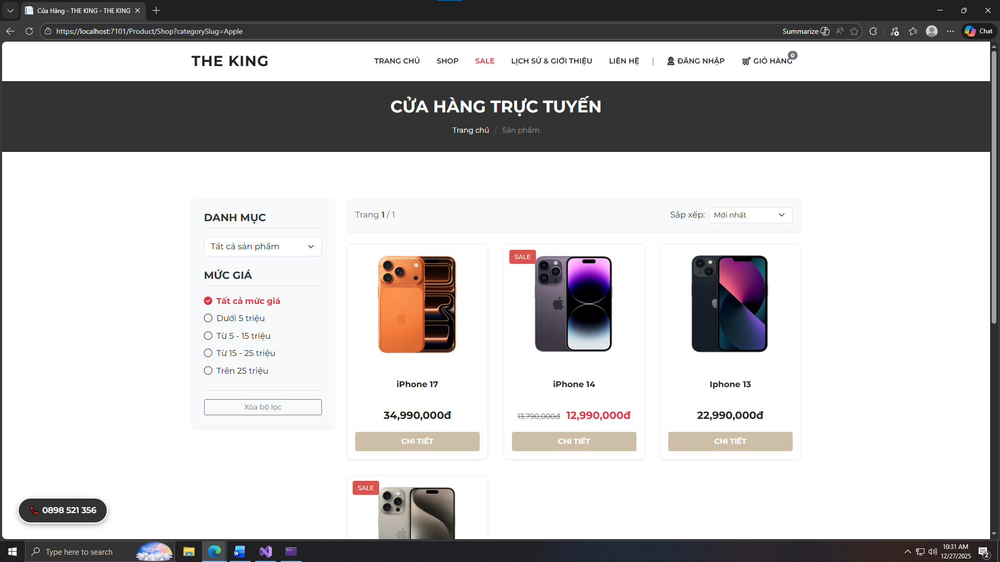 Cửa Hàng - THE KING - THE KING
https://localhost:7101/Product/Shop?categorySlug=Apple
Summarize
Chat
THE KING
TRANG CHỦ
SHOP
SALE
LỊCH SỬ & GIỚI THIỆU
LIÊN HỆ
|
ĐĂNG NHẬP
GIỎ HÀNG
0
CỬA HÀNG TRỰC TUYẾN
Trang chủ / Sản phẩm
DANH MỤC
Tất cả sản phẩm
MỨC GIÁ
Tất cả mức giá
Dưới 5 triệu
Từ 5 - 15 triệu
Từ 15 - 25 triệu
Trên 25 triệu
Xóa bộ lọc
Trang 1 / 1
Sắp xếp:
Mới nhất
iPhone 17
34,990,000đ
CHI TIẾT
SALE
iPhone 14
13,790,000đ 12,990,000đ
CHI TIẾT
Iphone 13
22,990,000đ
CHI TIẾT
SALE
0898 521 356
Type here to search
10:31 AM
12/27/2025
2